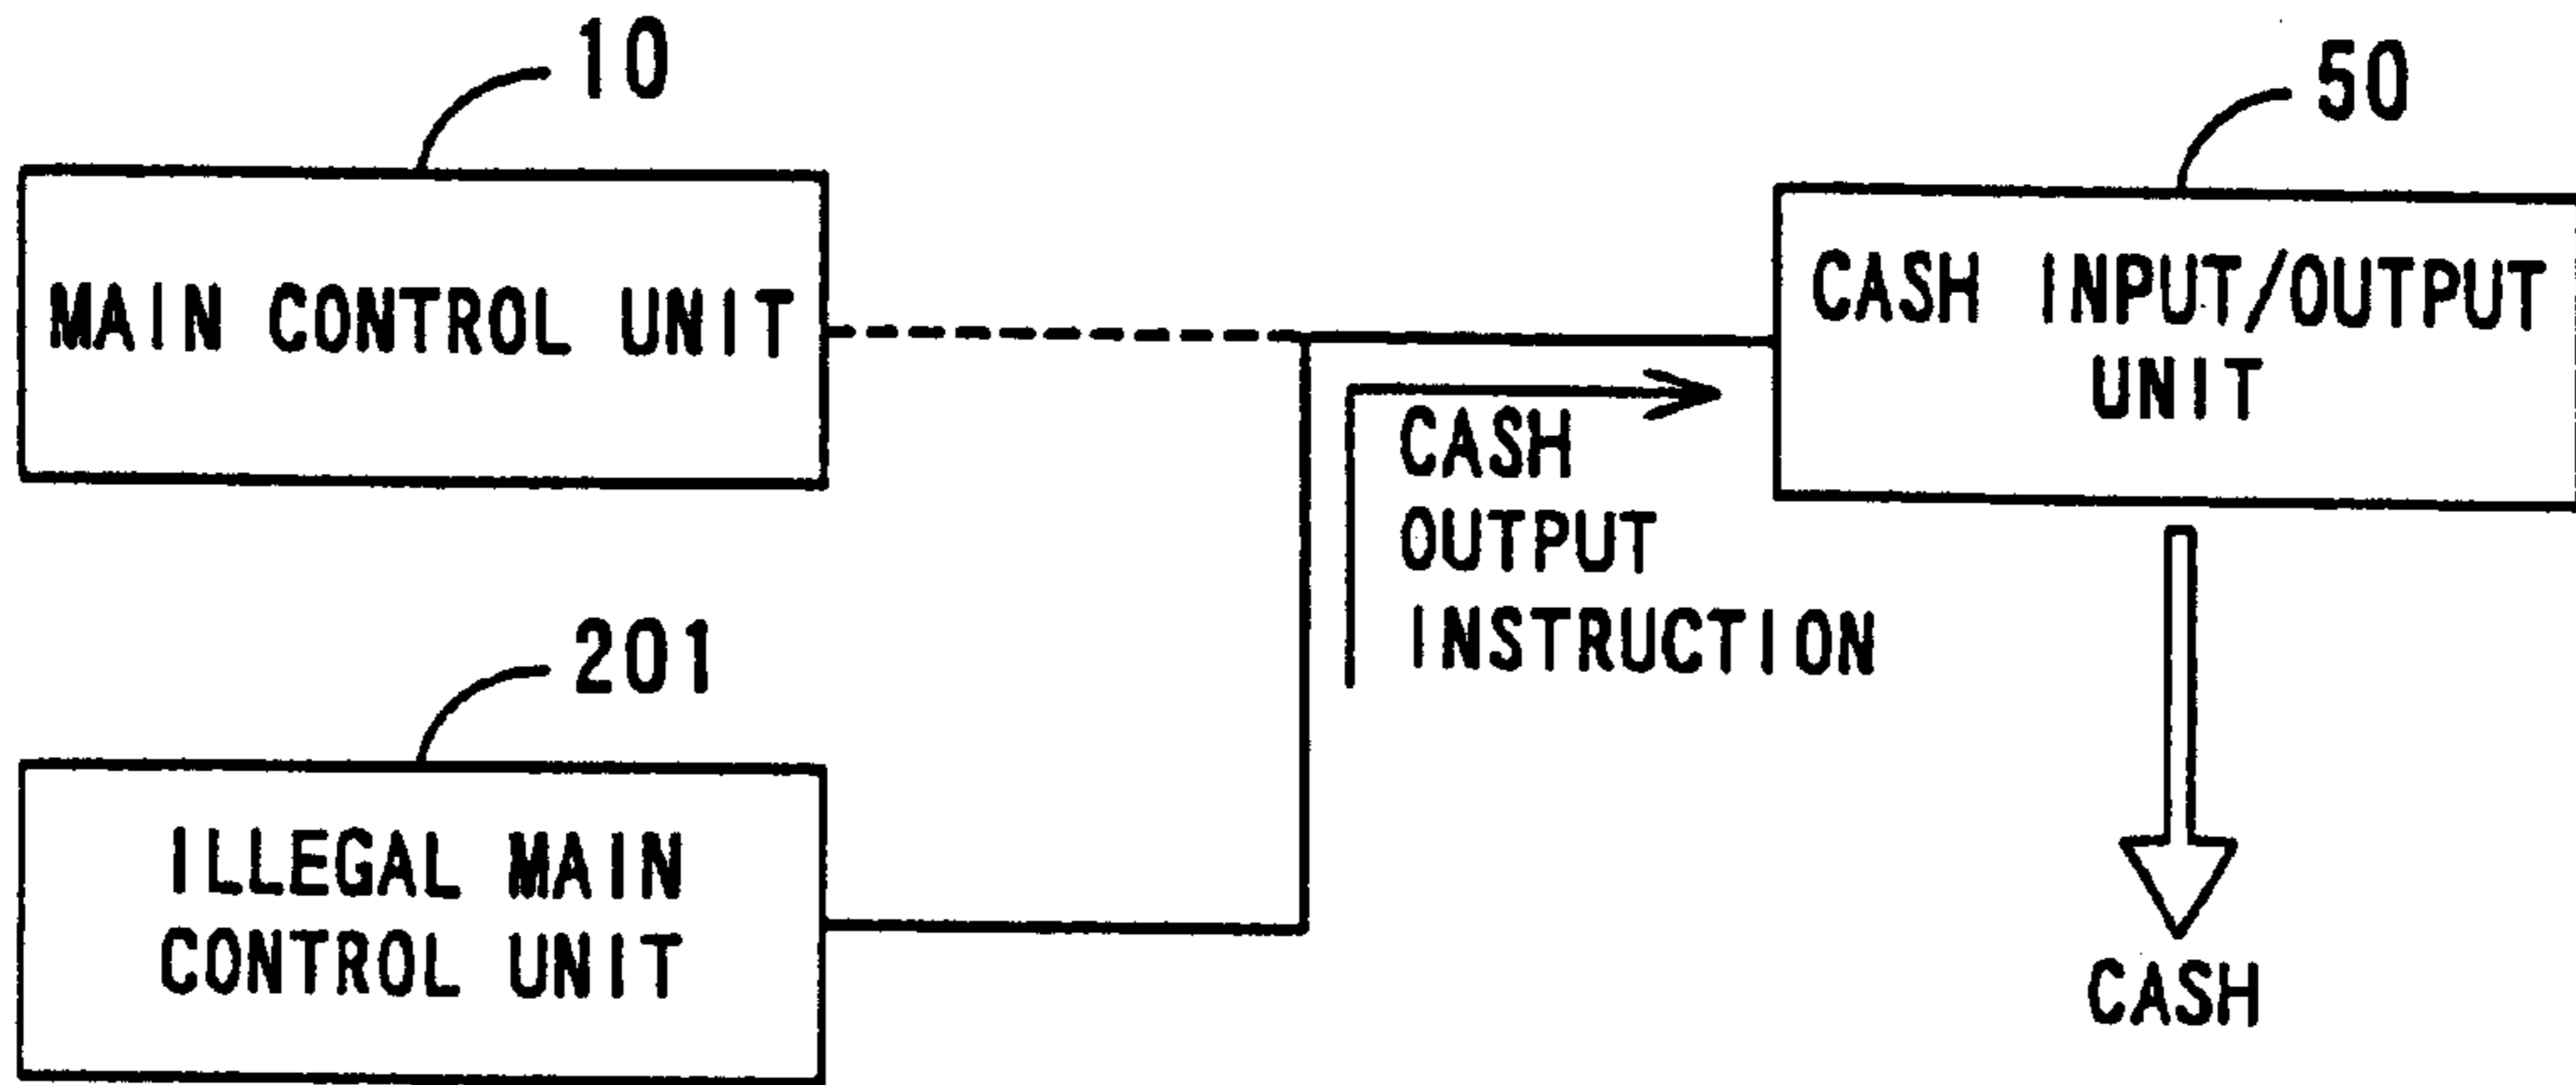 10
MAIN CONTROL UNIT
50
CASH INPUT/OUTPUT
UNIT
CASH
OUTPUT
INSTRUCTION
201
ILLEGAL MAIN
CONTROL UNIT
CASH